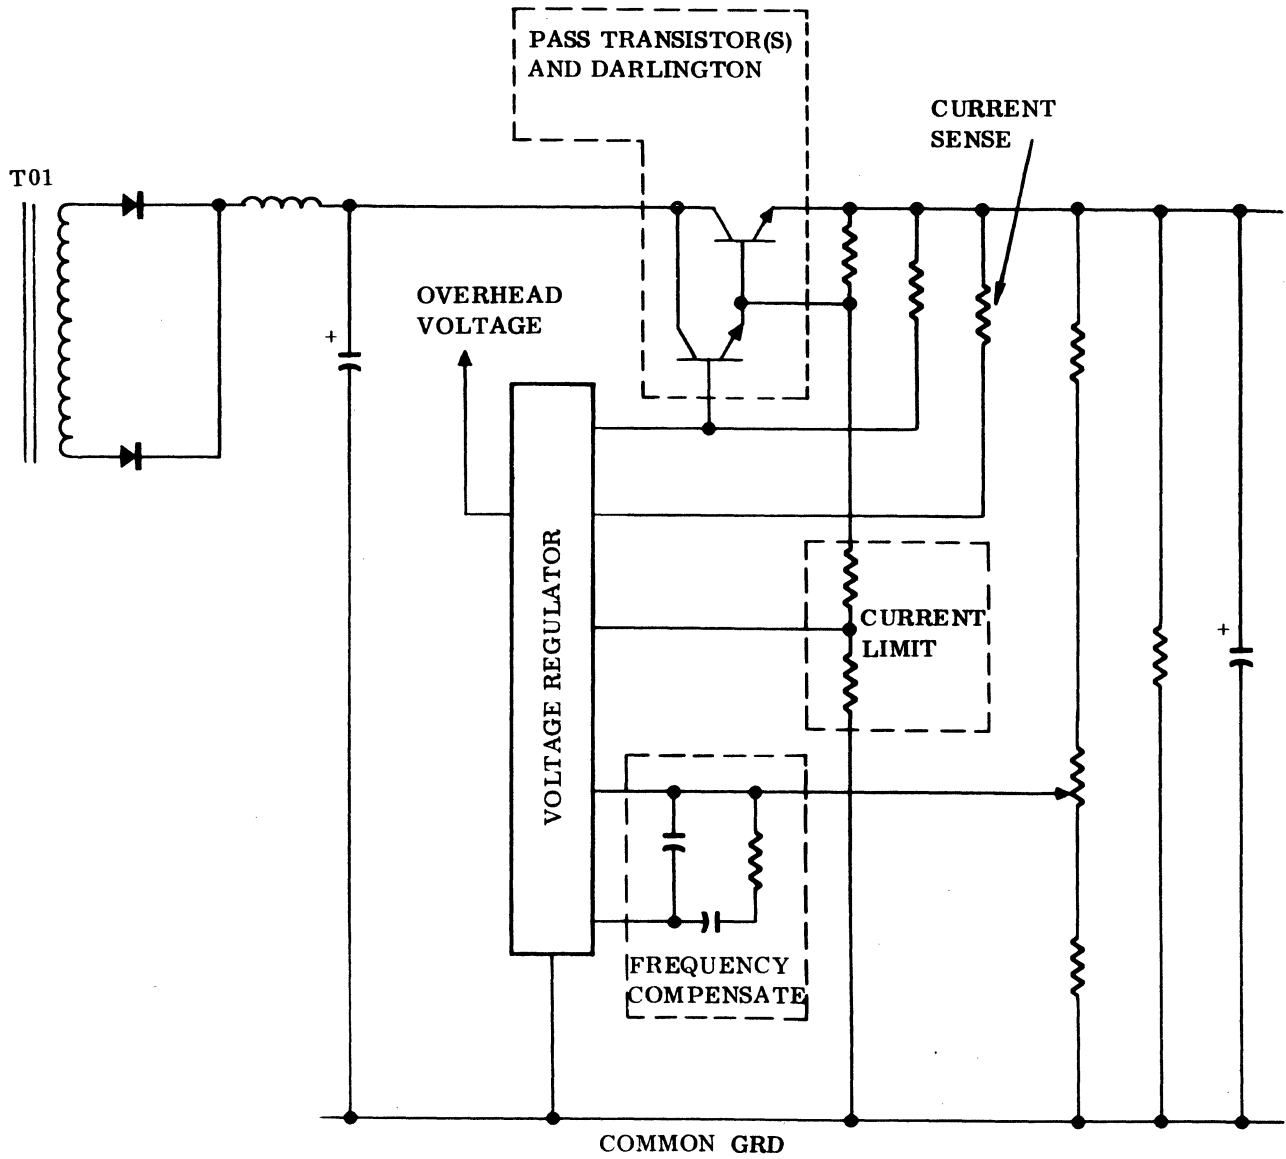 PASS TRANSISTOR(S)
AND DARLINGTON
CURRENT
SENSE
T01
OVERHEAD
VOLTAGE
+
VOLTAGE REGULATOR
CURRENT
LIMIT
+
FREQUENCY
COMPENSATE
COMMON GRD